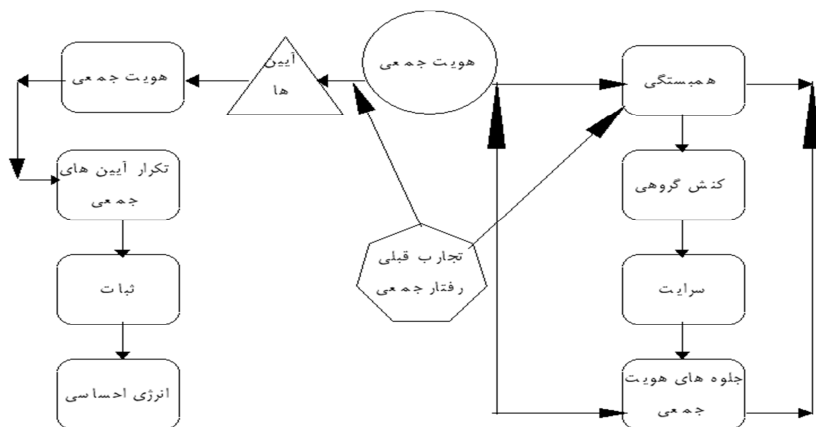 همبستگی
هویت جمعی
آیین
ها
هویت جمعی
کنش گروهی
تکرار آیین های
جمعی
تجارب قبلی
رفتار جمعی
سرایت
ثبات
جلوه های هویت
جمعی
انرژی احساسی